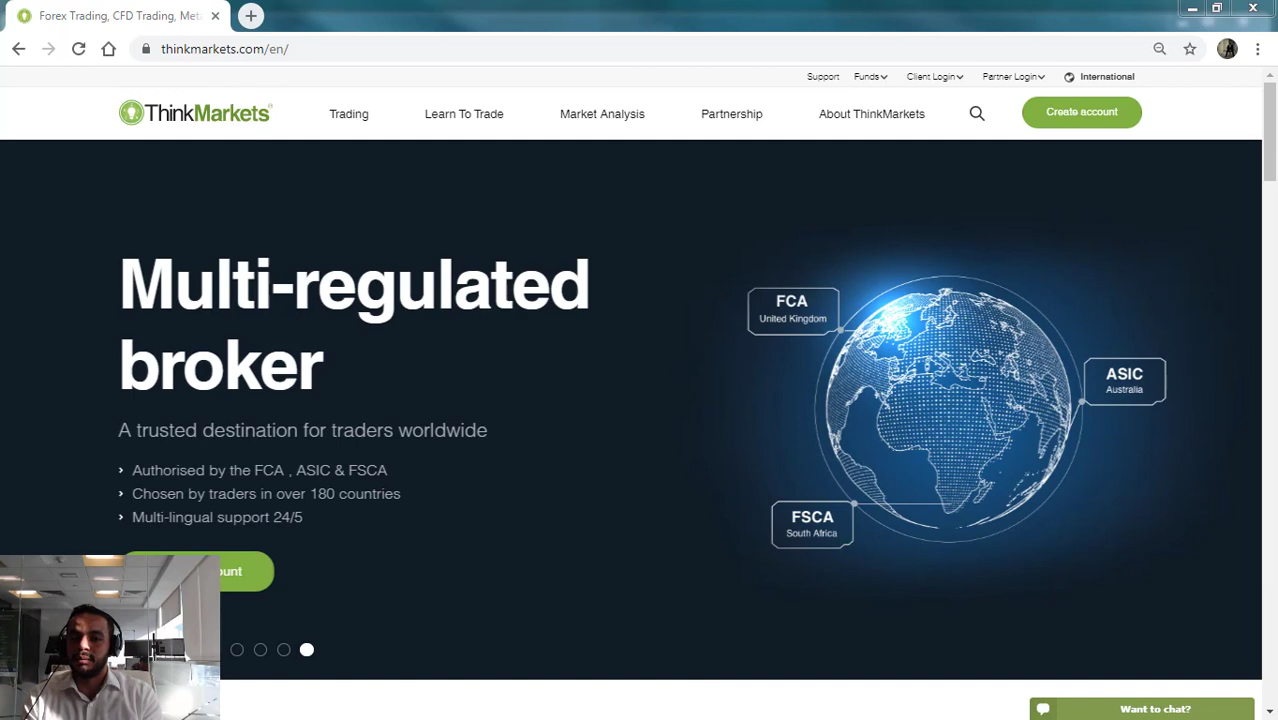 Forex Trading, CFD Trading, Met
thinkmarkets.com/en/
Support Funds Client Login Partner Login International
ThinkMarkets
Trading Learn To Trade Market Analysis Partnership About ThinkMarkets Create account
Multi-regulated
broker
A trusted destination for traders worldwide
Authorised by the FCA , ASIC & FSCA
Chosen by traders in over 180 countries
Multi-lingual support 24/5
ount
FCA
United Kingdom
ASIC
Australia
FSCA
South Africa
Want to chat?